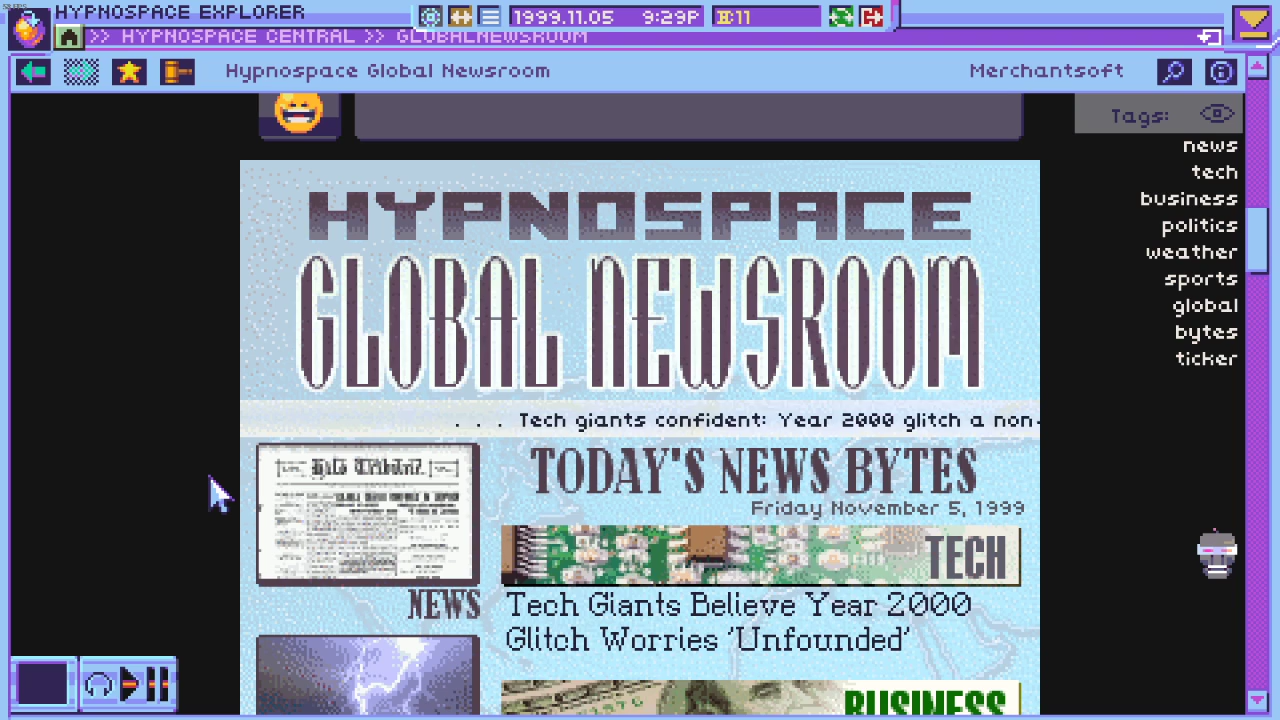 HYPNOSPACE EXPLORER
1999.11.05 9:29P
11
>> HYPNOSPACE CENTRAL >> GLOBALNEWSROOM
Hypnospace Global Newsroom
Merchantsoft
Tags:
news
tech
business
politics
weather
sports
global
bytes
ticker
HYPNOSPACE
GLOBAL NEWSROOM
. . . Tech giants confident: Year 2000 glitch a non-
TODAY'S NEWS BYTES
Friday November 5, 1999
TECH
NEWS
Tech Giants Believe Year 2000
Glitch Worries 'Unfounded'
BUSINESS